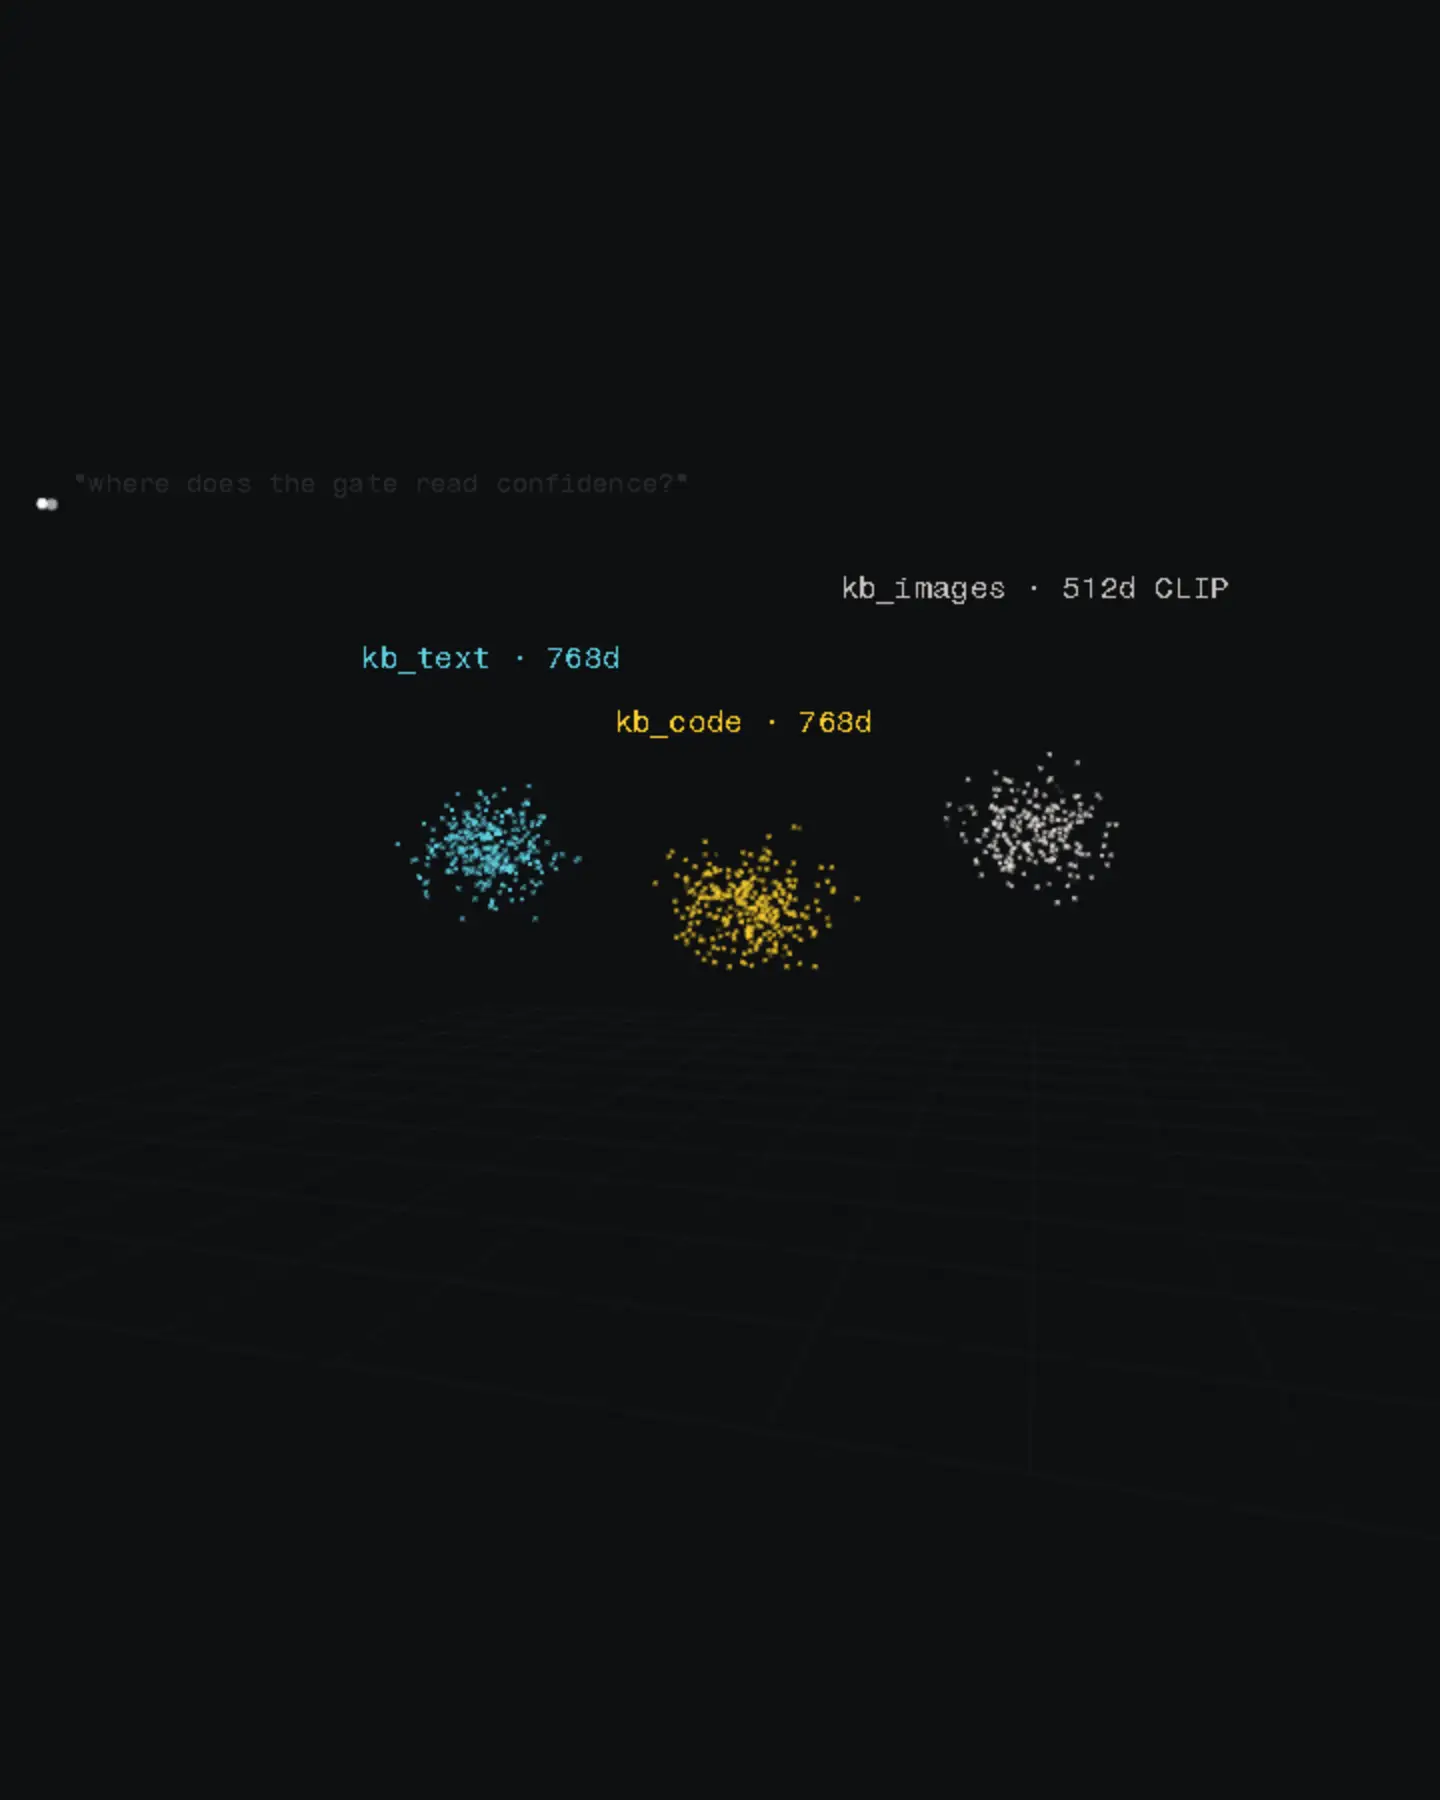 "where does the gate read confidence?"
kb_images · 512d CLIP
kb_text · 768d
kb_code · 768d